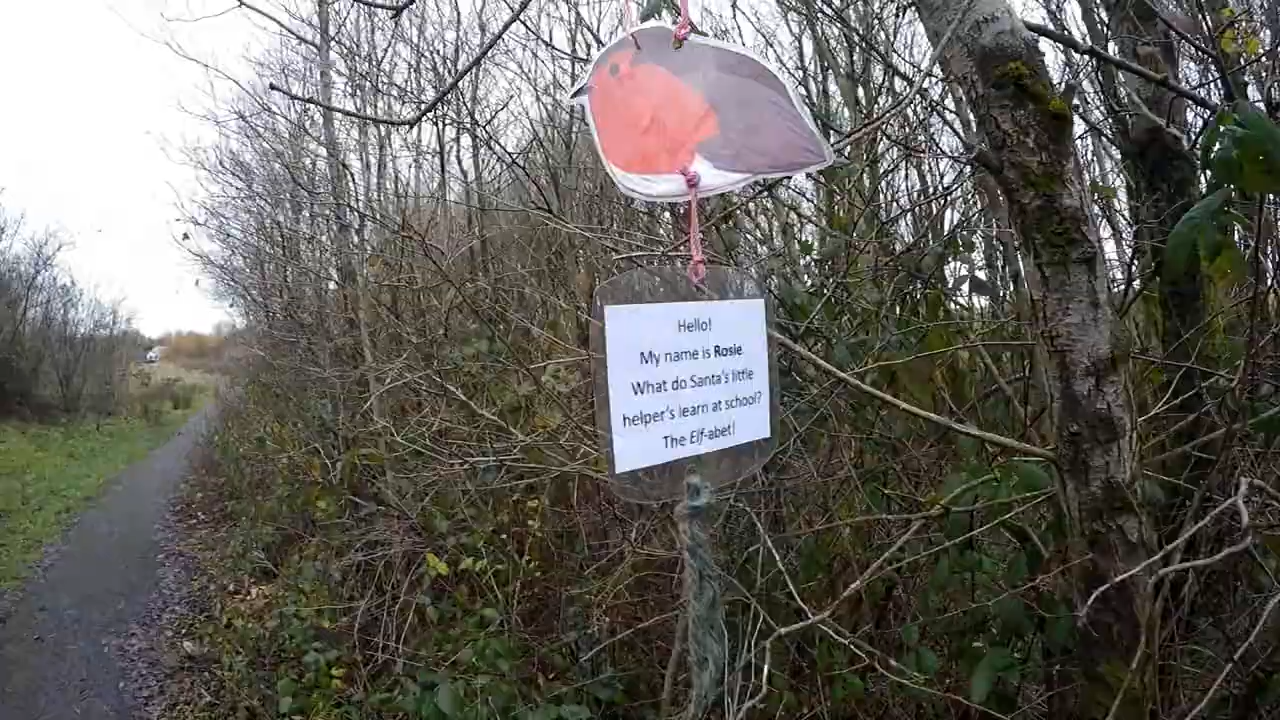 Hello!
My name is Rosie.
What do Santa's little
helper's learn at school?
The Elf-abet!